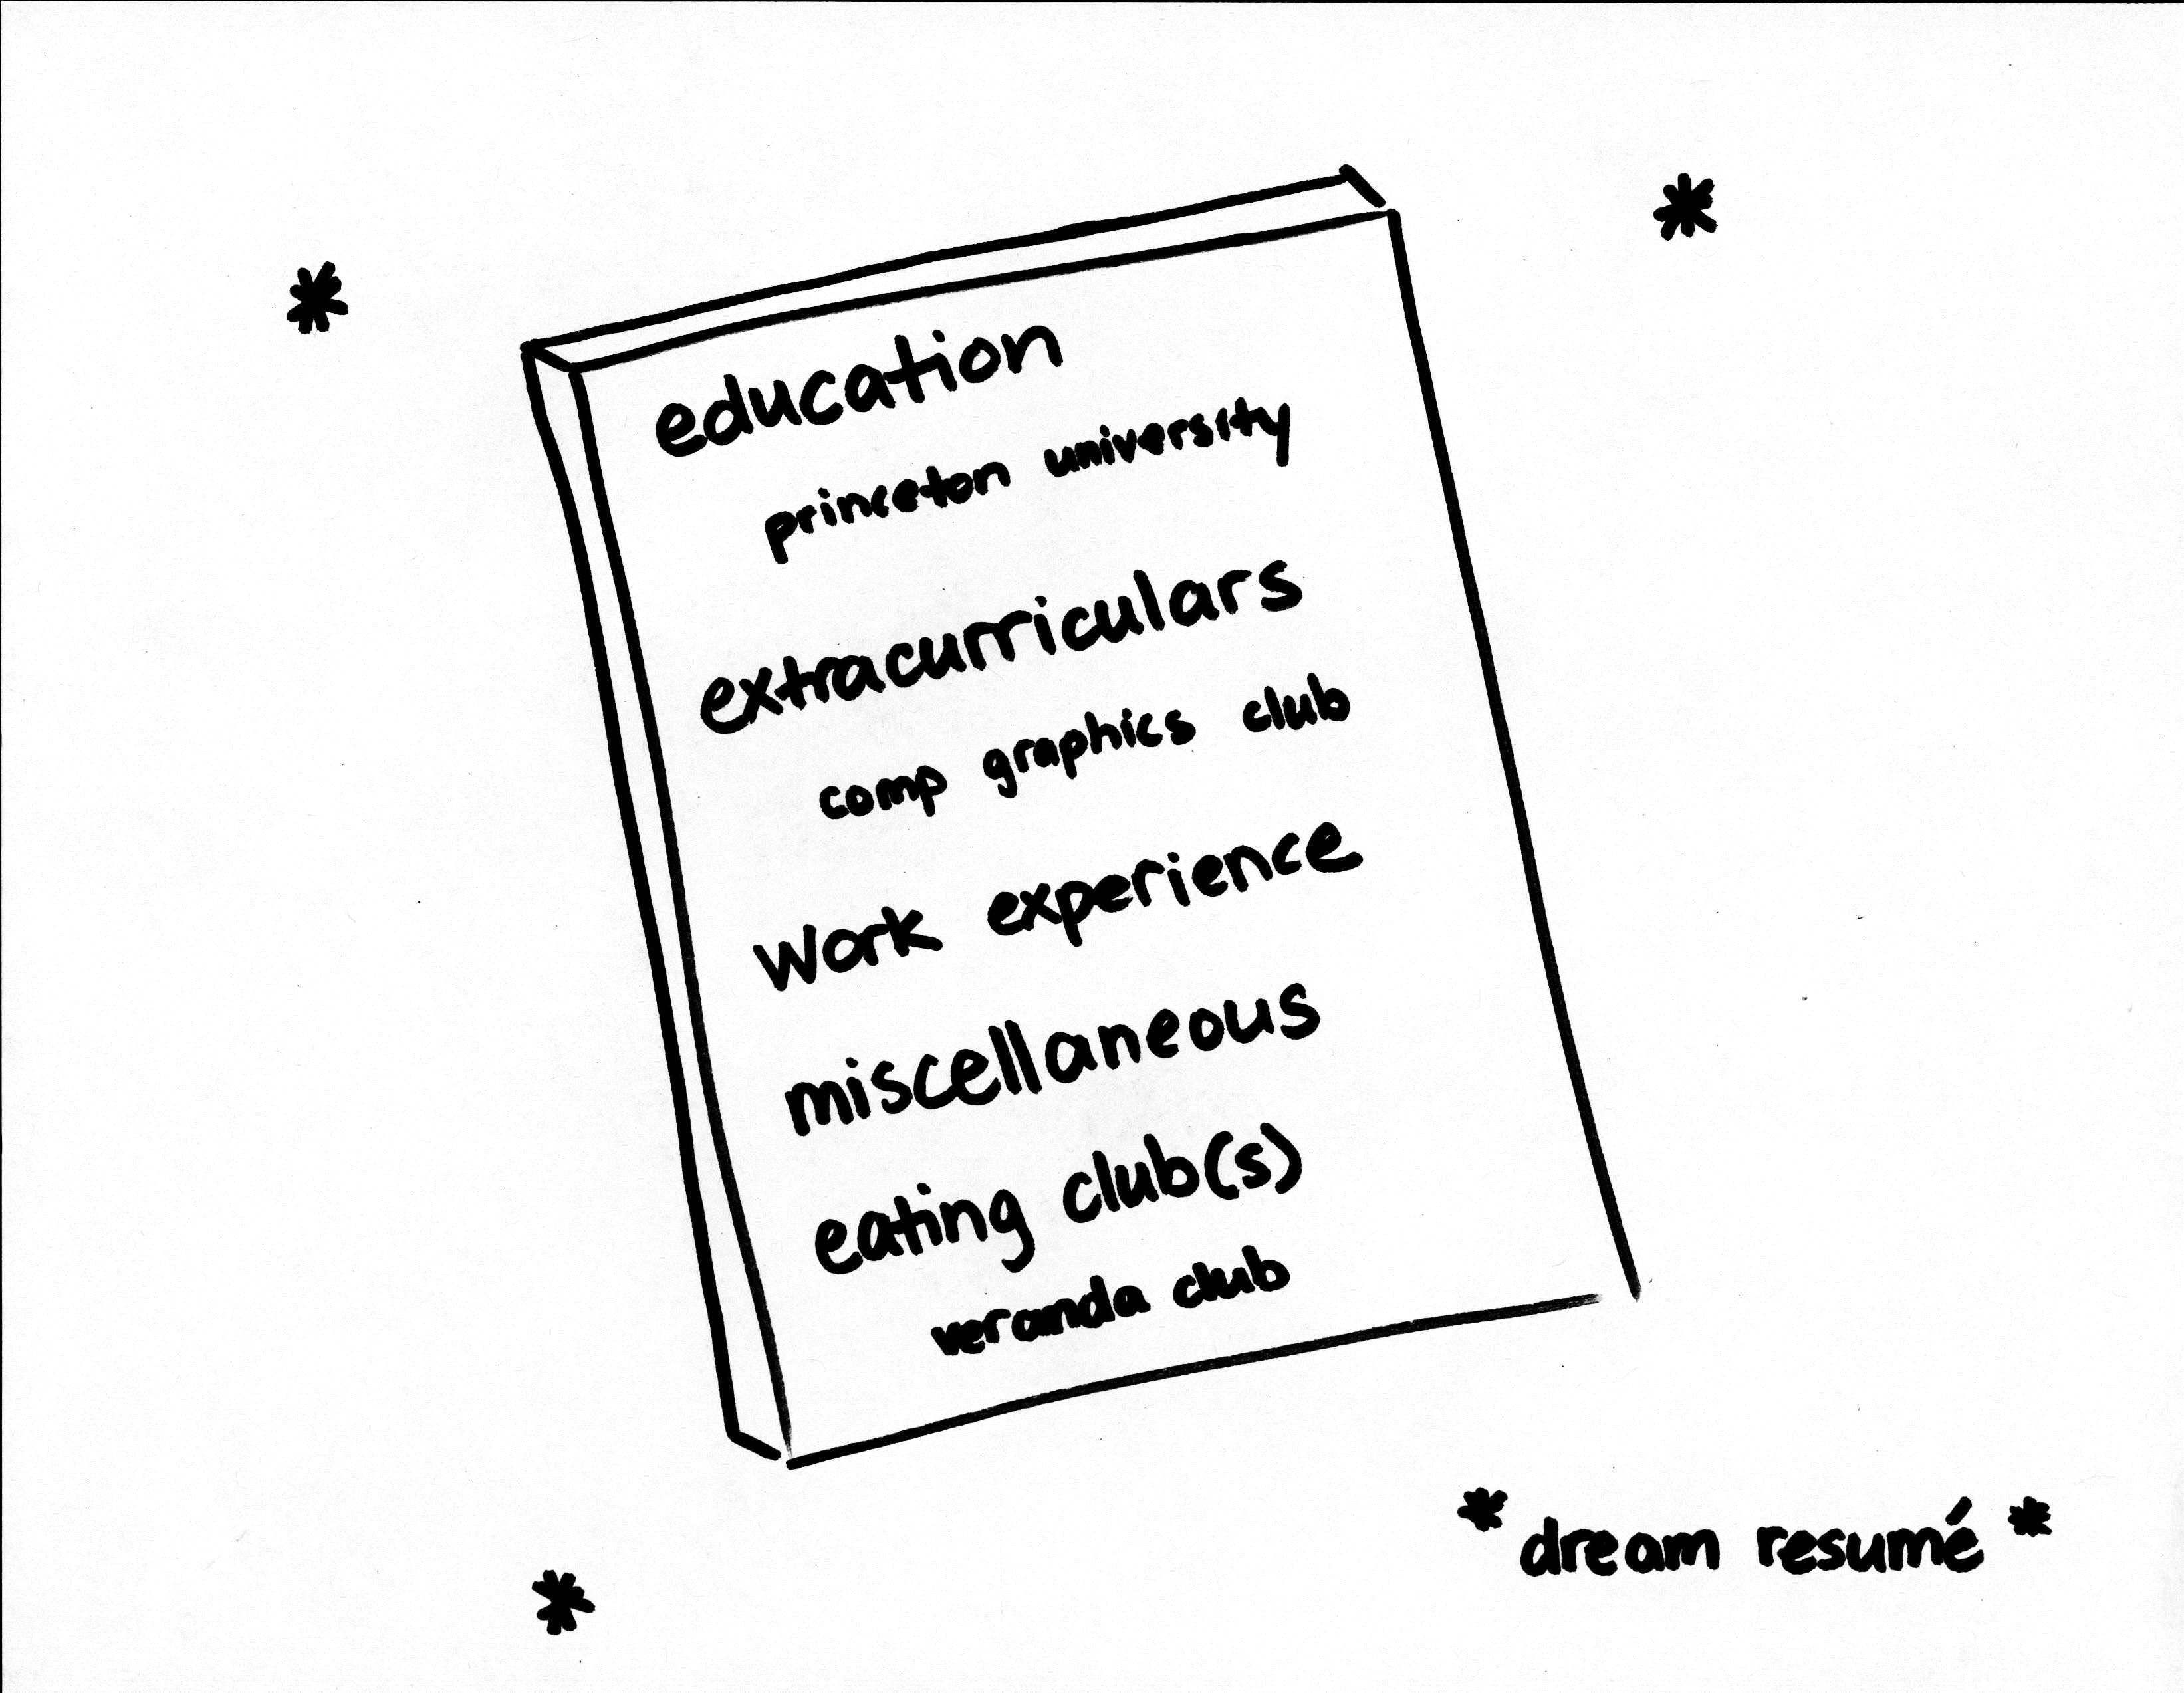 education
princeton university
extracurriculars
comp graphics club
Work experience
miscellaneous
eating club(s)
veranda club
*dream resumé*